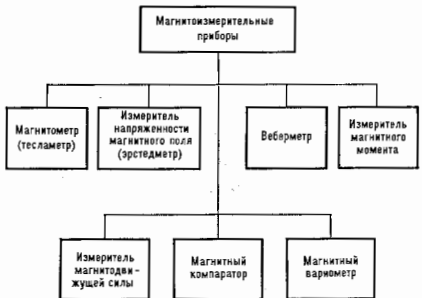 Магнитоизмерительные
приборы
Магнитометр
(тесламетр)
Измеритель
напряженности
магнитного поля
(эрстедметр)
Веберметр
Измеритель
магнитного
момента
Измеритель
магнитодви-
жущей силы
Магнитный
компаратор
Магнитный
вариометр